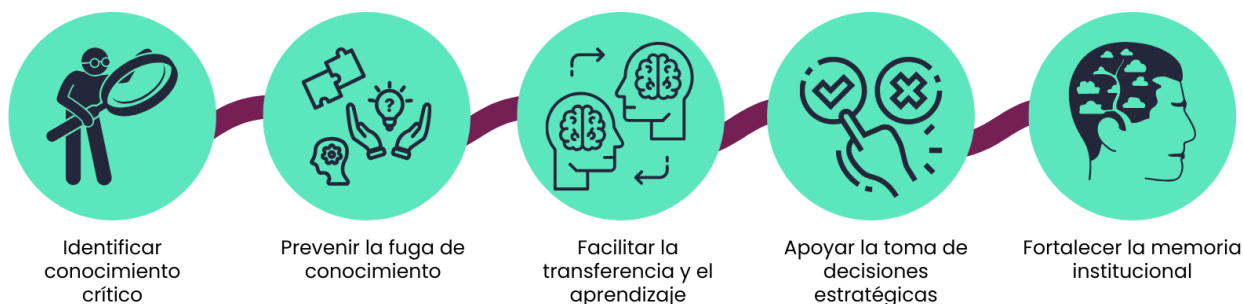 Identificar
conocimiento
crítico
Prevenir la fuga de
conocimiento
Facilitar la
transferencia y el
aprendizaje
Apoyar la toma de
decisiones
estratégicas
Fortalecer la memoria
institucional
?